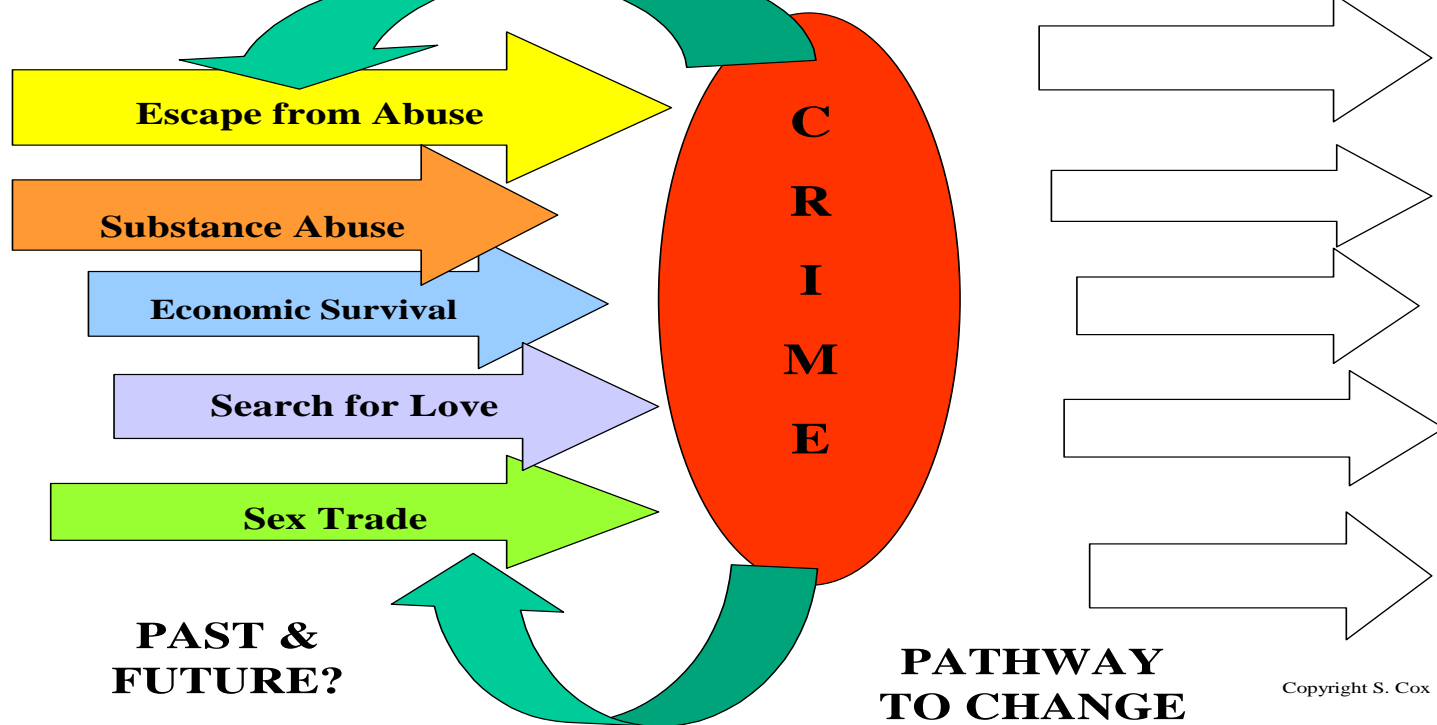 Escape from Abuse
Substance Abuse
Economic Survival
Search for Love
Sex Trade
C
R
I
M
E
PAST &
FUTURE?
PATHWAY
TO CHANGE
Copyright S. Cox